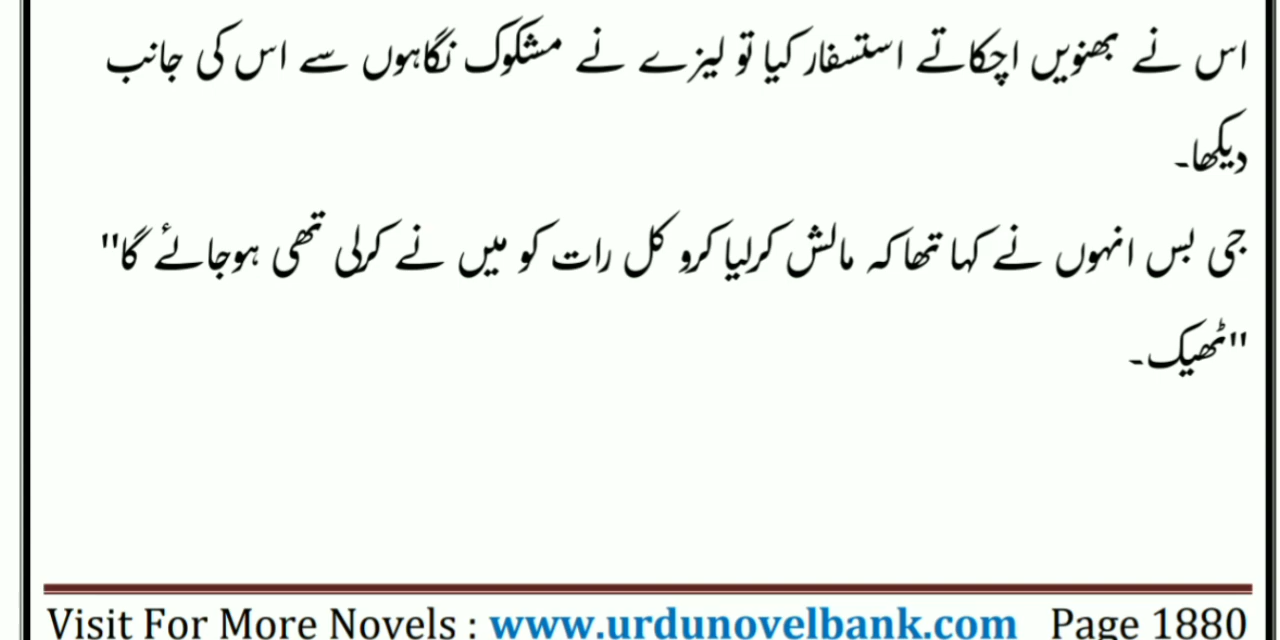 اس نے بھنویں اچکاتے استسفار کیا تو لیزے نے مشکوک نگاہوں سے اس کی جانب
دیکھا۔
جی بس انہوں نے کہا تھا کہ مالش کرلیا کرو کل رات کو میں نے کرلی تھی ہوجائے گا"
"ٹھیک۔
Visit For More Novels : www.urdunovelbank.com Page 1880